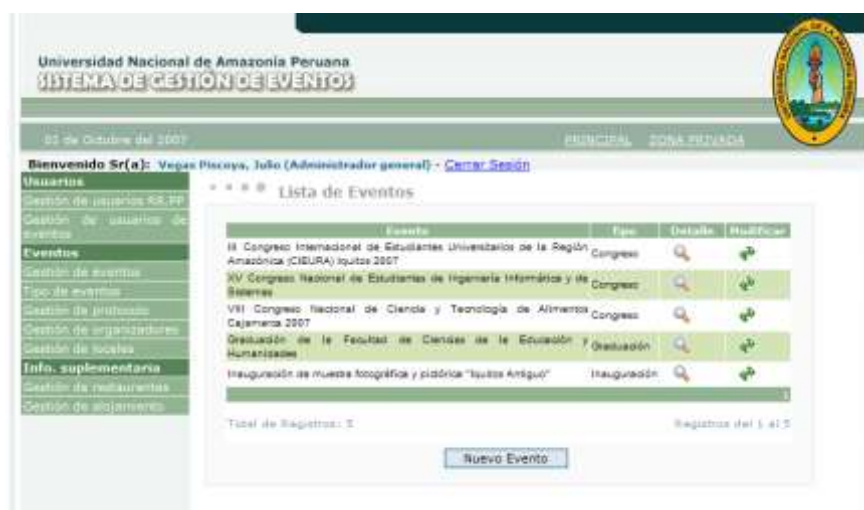 Universidad Nacional de Amazonía Peruana
SISTEMA DE GESTIÓN DE EVENTOS
02 de Octubre del 2007
PRINCIPAL ZONA PRIVADA
Bienvenido Sr(a): Vegas Piscoya, Julio (Administrador general) - Cerrar Sesión
Usuarios
Gestión de usuarios RR.PP
Gestión de usuarios de
eventos
Eventos
Gestión de eventos
Tipo de eventos
Gestión de protocolo
Gestión de organizadores
Gestión de locales
Info. suplementaria
Gestión de restaurantes
Gestión de alojamiento
Lista de Eventos
Evento Tipo Detalle Modificar
III Congreso Internacional de Estudiantes Universitarios de la Región
Amazónica (CIEURA) Iquitos 2007 Congreso
XV Congreso Nacional de Estudiantes de Ingeniería Informática y de
Sistemas Congreso
VIII Congreso Nacional de Ciencia y Tecnología de Alimentos
Cajamarca 2007 Congreso
Graduación de la Facultad de Ciencias de la Educación y
Humanidades Graduación
Inauguración de muestra fotográfica y pictórica "Iquitos Antiguo" Inauguración
1
Total de Registros: 5 Registros del 1 al 5
Nuevo Evento